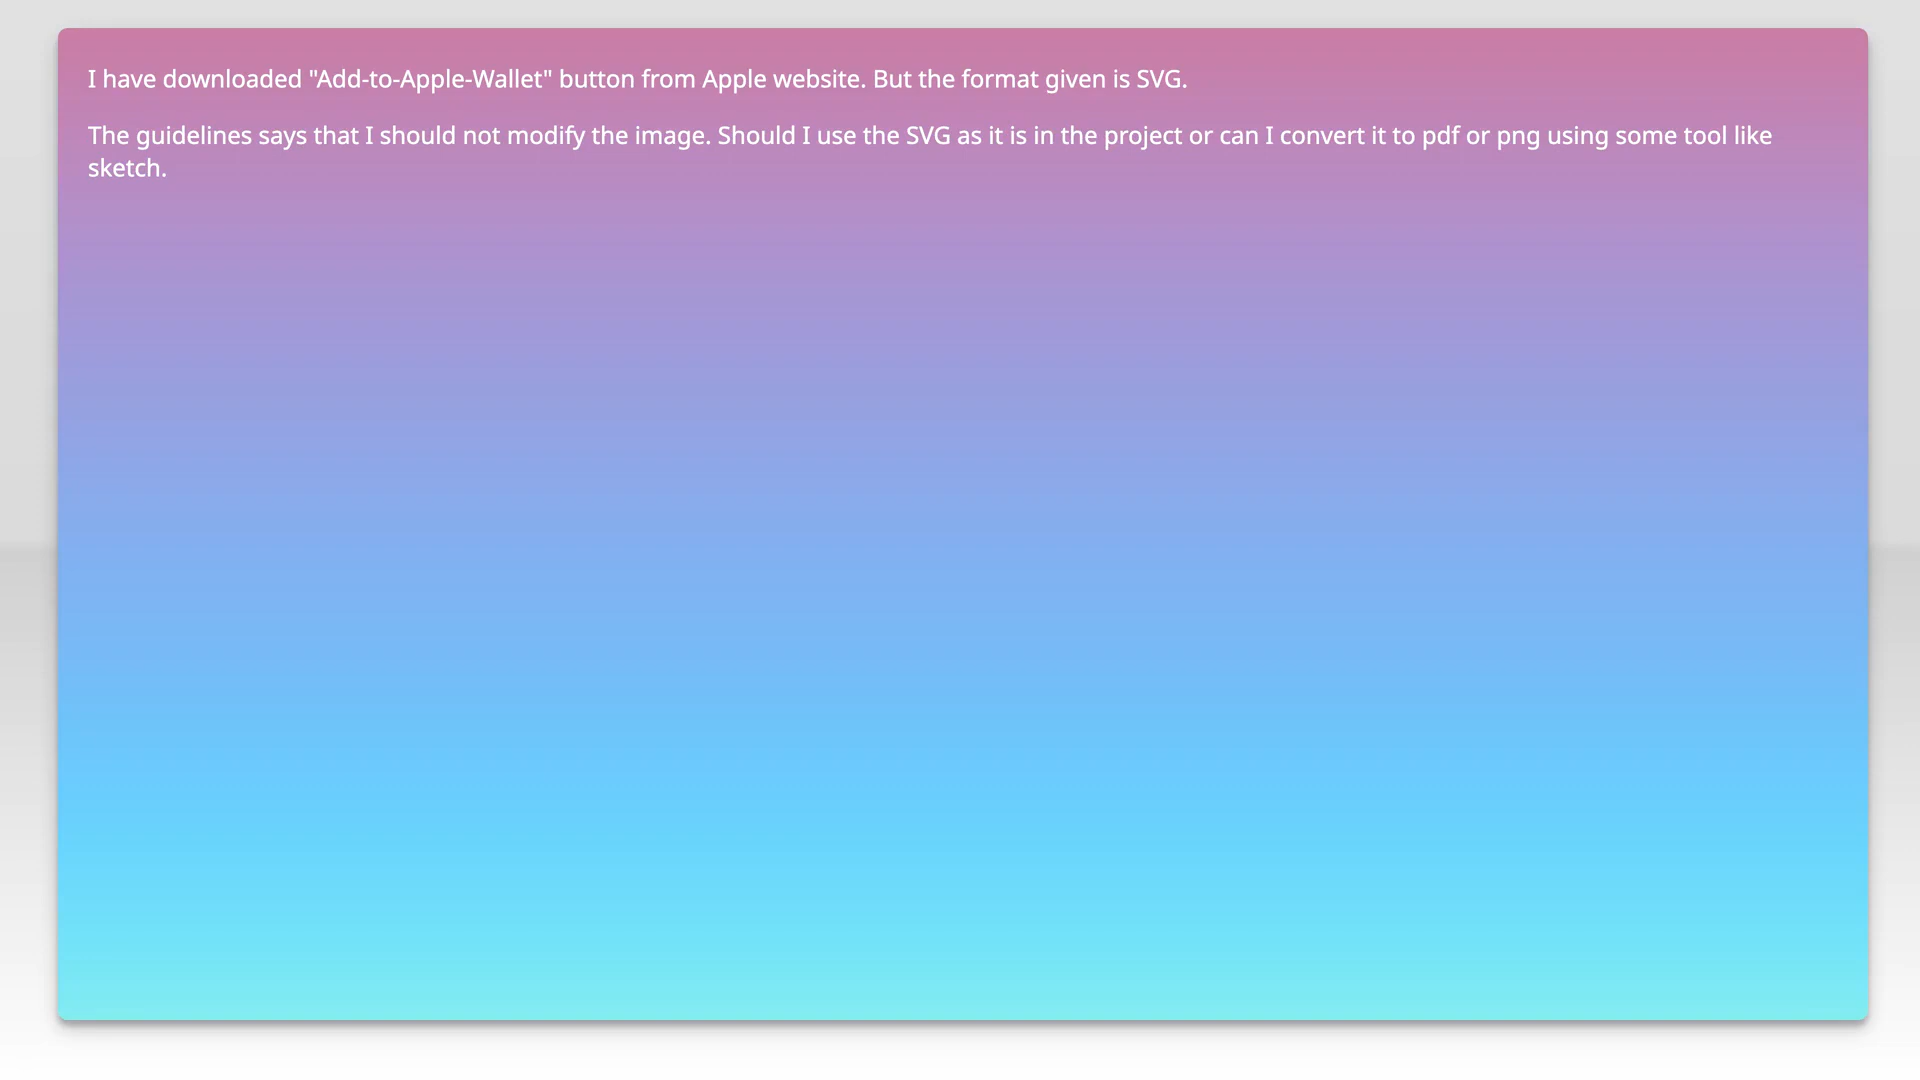 I have downloaded "Add-to-Apple-Wallet" button from Apple website. But the format given is SVG.
The guidelines says that I should not modify the image. Should I use the SVG as it is in the project or can I convert it to pdf or png using some tool like
sketch.